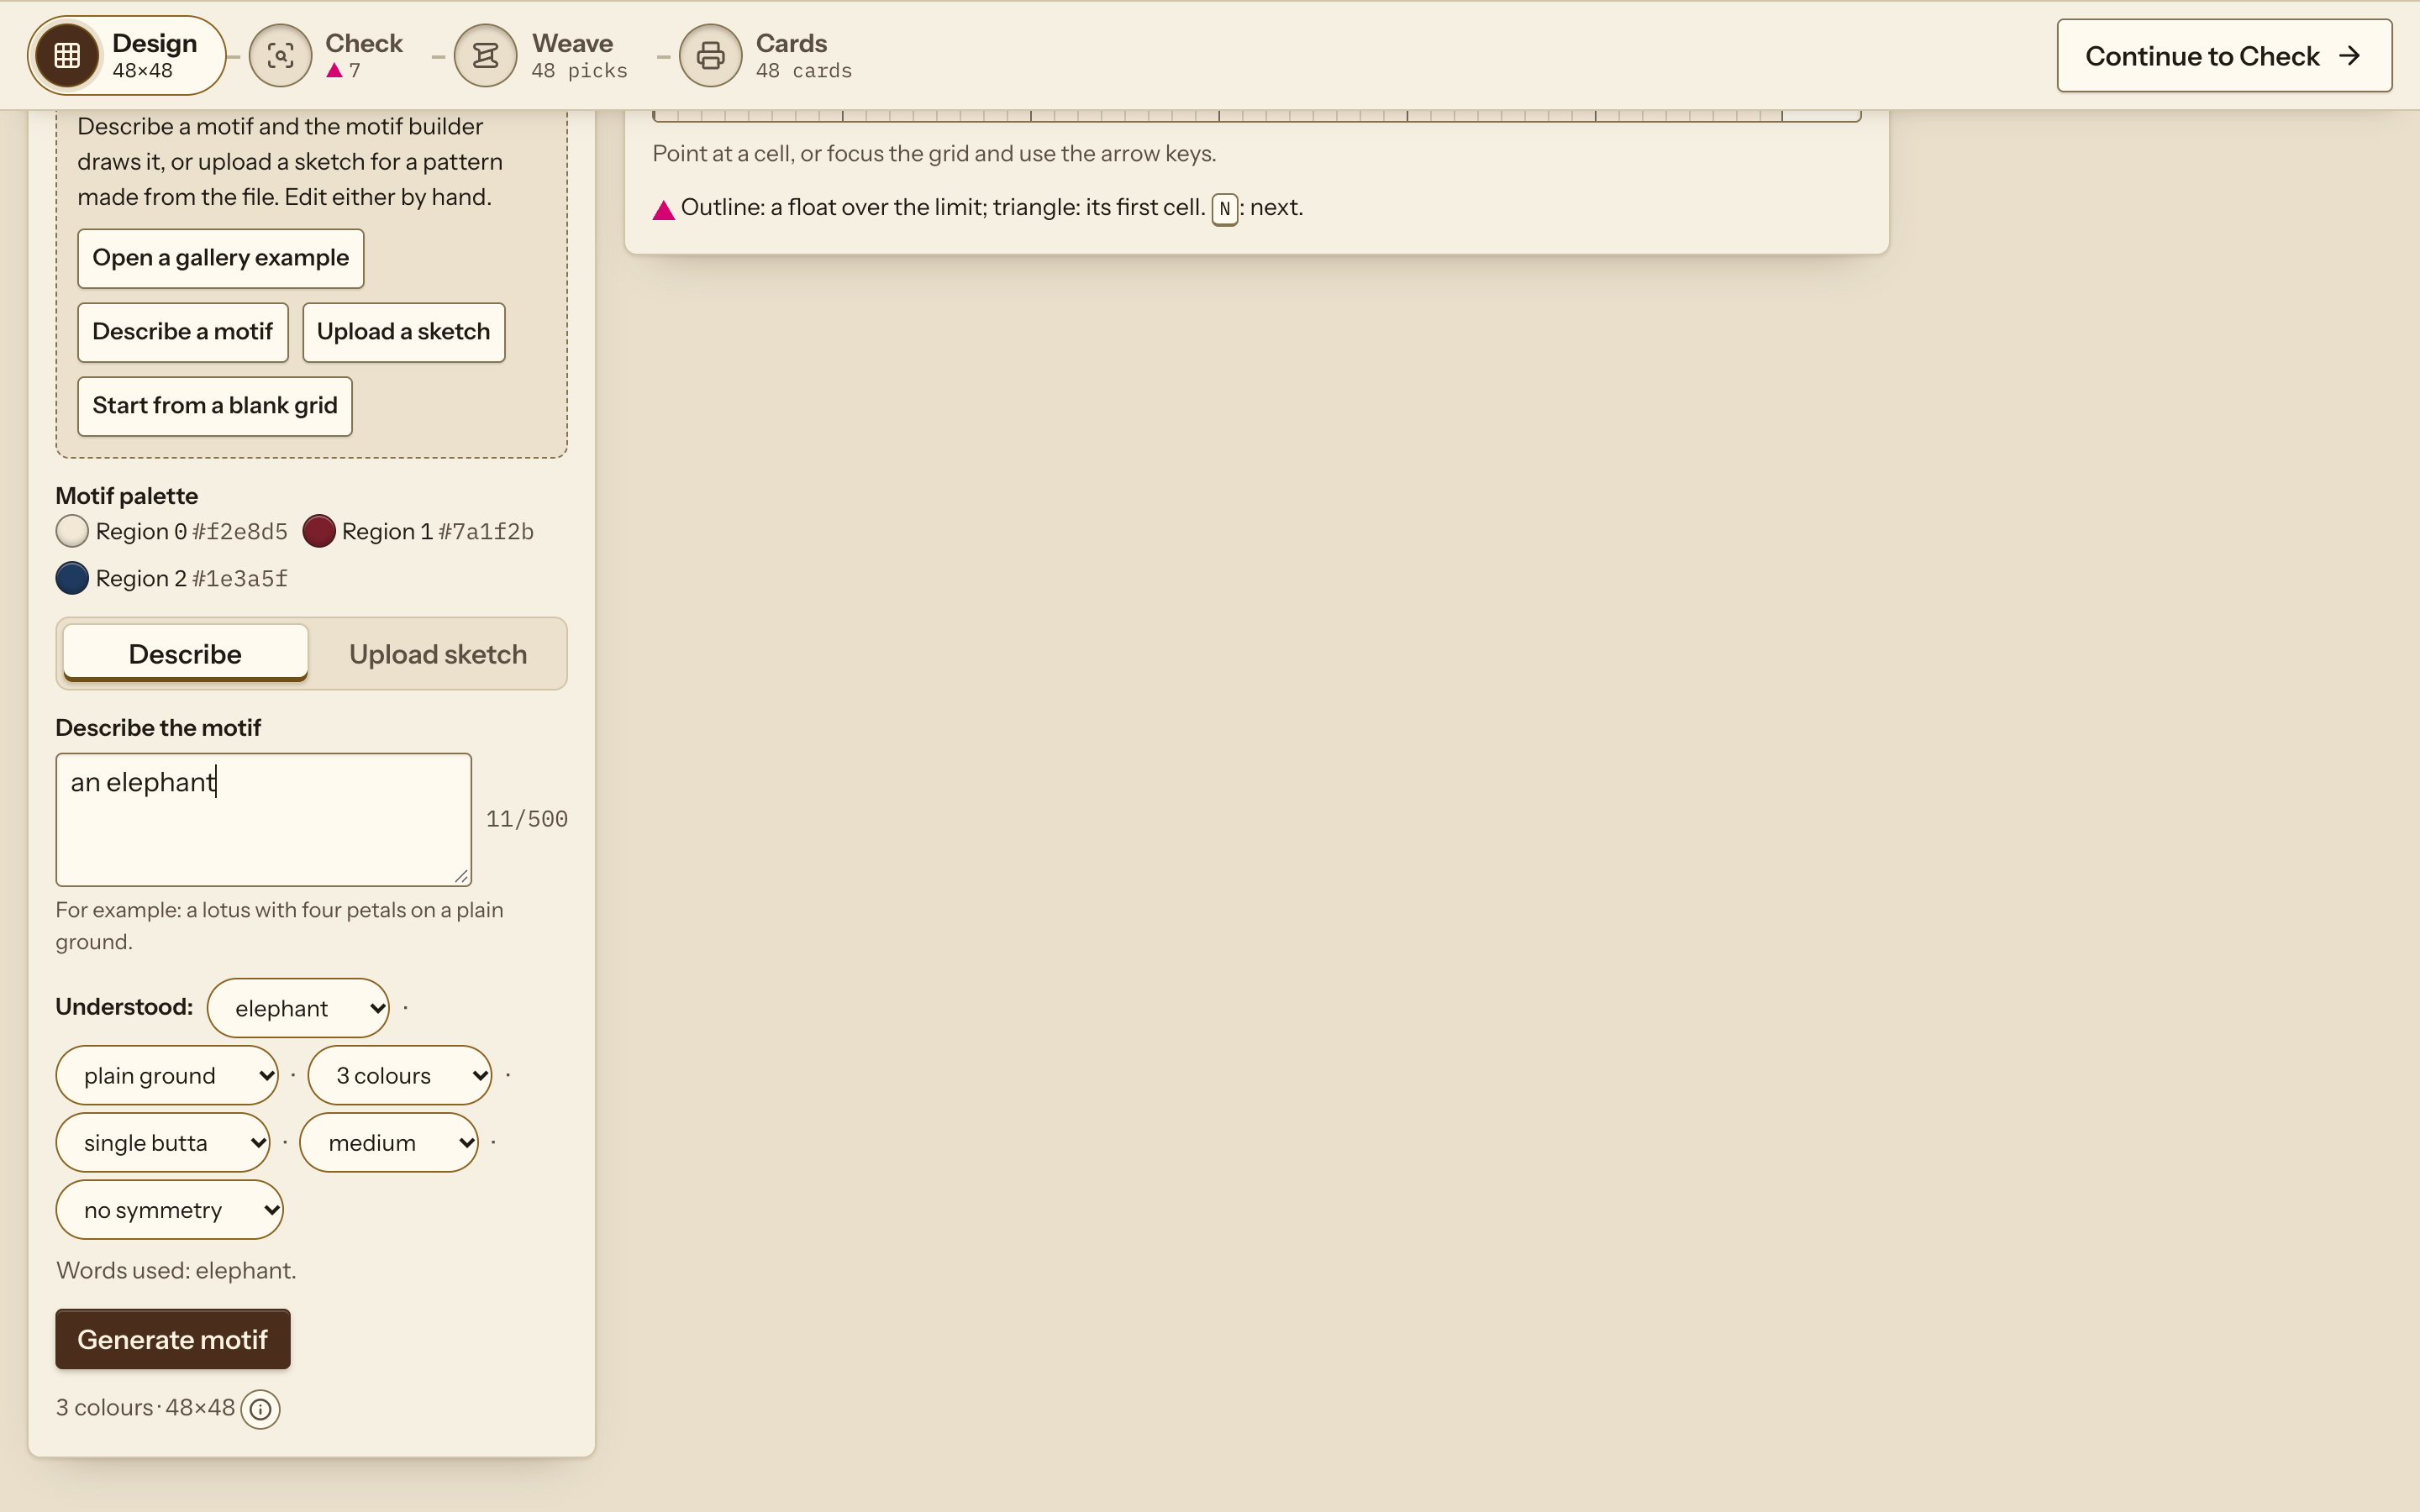 Design
48×48
Check
7
Weave
48 picks
Cards
48 cards
Continue to Check
Describe a motif and the motif builder
draws it, or upload a sketch for a pattern
made from the file. Edit either by hand.
Open a gallery example
Describe a motif
Upload a sketch
Start from a blank grid
Motif palette
Region 0 #f2e8d5
Region 1 #7a1f2b
Region 2 #1e3a5f
Describe
Upload sketch
Describe the motif
an elephant
11/500
For example: a lotus with four petals on a plain
ground.
Understood: elephant ·
plain ground · 3 colours ·
single butta · medium ·
no symmetry
Words used: elephant.
Generate motif
3 colours · 48×48
Point at a cell, or focus the grid and use the arrow keys.
Outline: a float over the limit; triangle: its first cell. N : next.